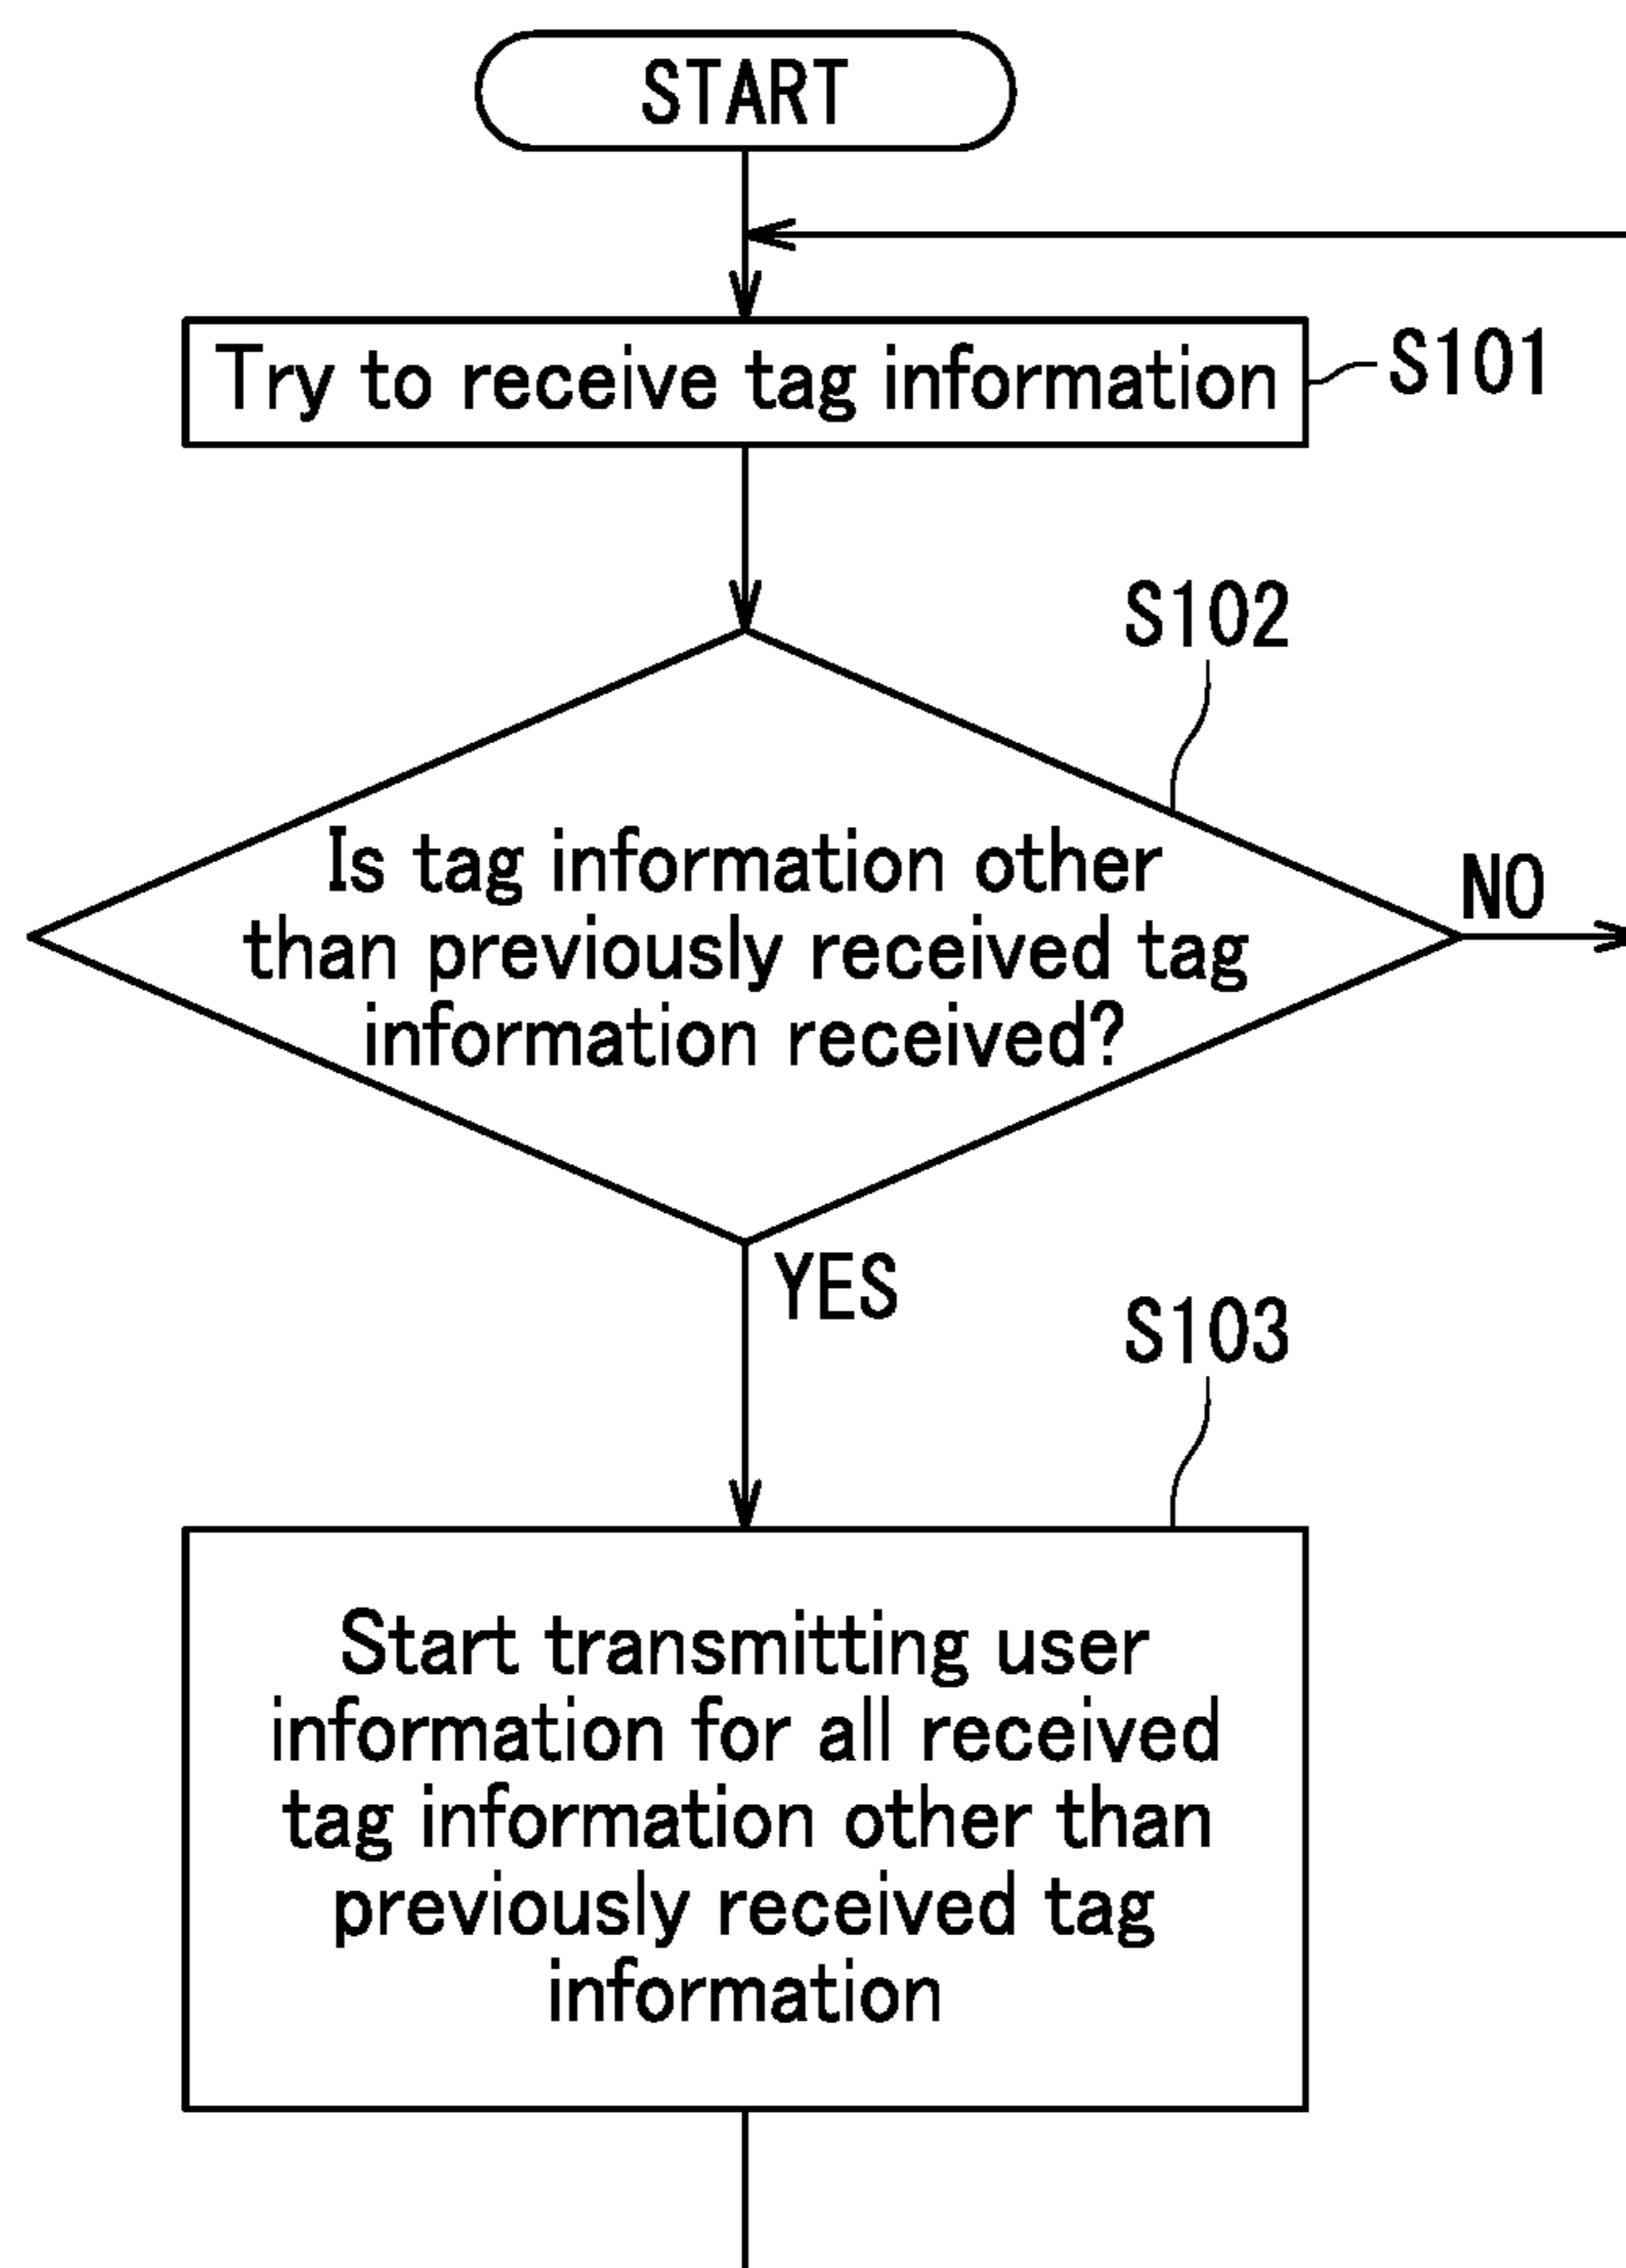 START
Try to receive tag information
S101
S102
Is tag information other
than previously received tag
information received?
NO
YES
S103
Start transmitting user
information for all received
tag information other than
previously received tag
information